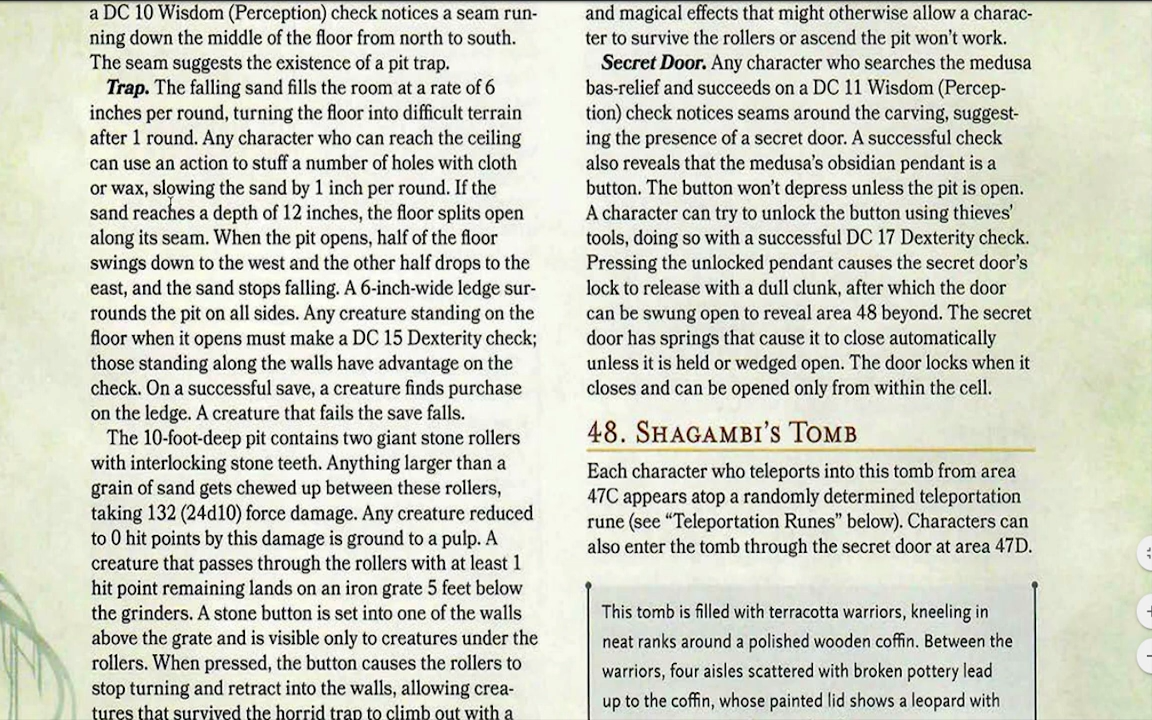 a DC 10 Wisdom (Perception) check notices a seam run-
ning down the middle of the floor from north to south.
The seam suggests the existence of a pit trap.
Trap. The falling sand fills the room at a rate of 6
inches per round, turning the floor into difficult terrain
after 1 round. Any character who can reach the ceiling
can use an action to stuff a number of holes with cloth
or wax, slowing the sand by 1 inch per round. If the
sand reaches a depth of 12 inches, the floor splits open
along its seam. When the pit opens, half of the floor
swings down to the west and the other half drops to the
east, and the sand stops falling. A 6-inch-wide ledge sur-
rounds the pit on all sides. Any creature standing on the
floor when it opens must make a DC 15 Dexterity check;
those standing along the walls have advantage on the
check. On a successful save, a creature finds purchase
on the ledge. A creature that fails the save falls.
The 10-foot-deep pit contains two giant stone rollers
with interlocking stone teeth. Anything larger than a
grain of sand gets chewed up between these rollers,
taking 132 (24d10) force damage. Any creature reduced
to 0 hit points by this damage is ground to a pulp. A
creature that passes through the rollers with at least 1
hit point remaining lands on an iron grate 5 feet below
the grinders. A stone button is set into one of the walls
above the grate and is visible only to creatures under the
rollers. When pressed, the button causes the rollers to
stop turning and retract into the walls, allowing crea-
tures that survived the horrid trap to climb out with a
and magical effects that might otherwise allow a charac-
ter to survive the rollers or ascend the pit won't work.
Secret Door. Any character who searches the medusa
bas-relief and succeeds on a DC 11 Wisdom (Percep-
tion) check notices seams around the carving, suggest-
ing the presence of a secret door. A successful check
also reveals that the medusa's obsidian pendant is a
button. The button won't depress unless the pit is open.
A character can try to unlock the button using thieves'
tools, doing so with a successful DC 17 Dexterity check.
Pressing the unlocked pendant causes the secret door's
lock to release with a dull clunk, after which the door
can be swung open to reveal area 48 beyond. The secret
door has springs that cause it to close automatically
unless it is held or wedged open. The door locks when it
closes and can be opened only from within the cell.
48. Shagambi's Tomb
Each character who teleports into this tomb from area
47C appears atop a randomly determined teleportation
rune (see "Teleportation Runes" below). Characters can
also enter the tomb through the secret door at area 47D.
This tomb is filled with terracotta warriors, kneeling in
neat ranks around a polished wooden coffin. Between the
warriors, four aisles scattered with broken pottery lead
up to the coffin, whose painted lid shows a leopard with